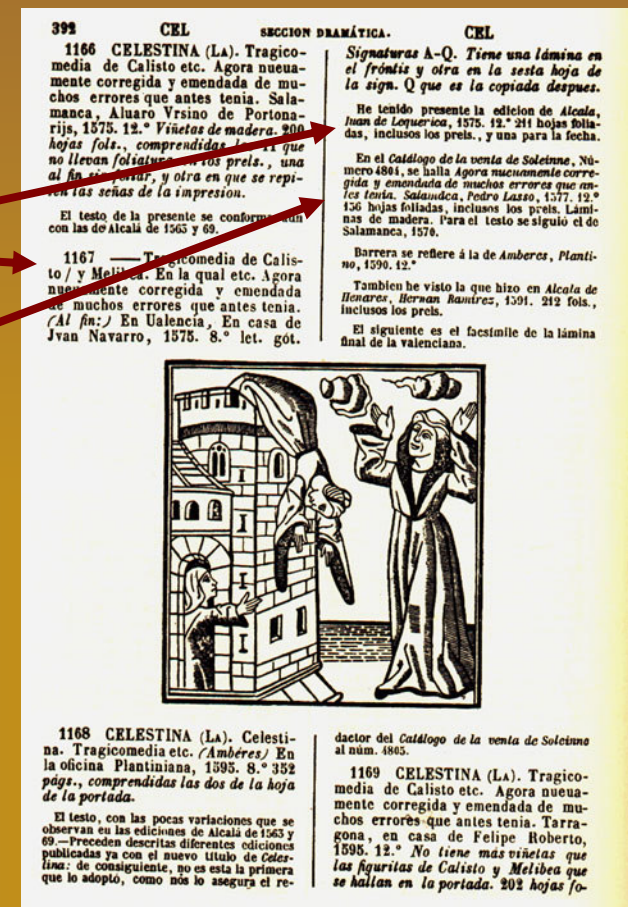 392 CEL SECCION DRAMÁTICA. CEL
1166 CELESTINA (LA). Tragico-
media de Calisto etc. Agora nueua-
mente corregida y emendada de mu-
chos errores que antes tenia. Sala-
manca, Aluaro Vrsino de Portona-
rijs, 1575. 12.º Viñetas de madera. 200
hojas fols., comprendidas las 11 que
no llevan foliatura en los prels., una
al fin sin foliar, y otra en que se repi-
ten las señas de la impresion.
El testo de la presente se conforma aun
con las de Alcalá de 1563 y 69.
1167 —— Tragicomedia de Calis-
to / y Melibea. En la qual etc. Agora
nueuamente corregida y emendada
de muchos errores que antes tenia.
(Al fin:) En Ualencia, En casa de
Jvan Navarro, 1575. 8.º let. gót.
Signaturas A-Q. Tiene una lámina en
el fróntis y otra en la sesta hoja de
la sign. Q que es la copiada despues.
He tenido presente la edicion de Alcala,
Juan de Lequerica, 1575. 12.º 211 hojas folia-
das, inclusos los prels., y una para la fecha.
En el Catálogo de la venta de Soleinne, Nú-
mero 4804, se halla Agora nueuamente corre-
gida y emendada de muchos errores que an-
tes tenia. Salamāca, Pedro Lasso, 1577. 12.º
156 hojas foliadas, inclusos los prels. Lámi-
nas de madera. Para el testo se siguió el de
Salamanca, 1570.
Barrera se refiere á la de Amberes, Planti-
no, 1590. 12.º
Tambien he visto la que hizo en Alcala de
Henares, Hernan Ramirez, 1591. 212 fols.,
inclusos los prels.
El siguiente es el facsímile de la lámina
final de la valenciana.
1168 CELESTINA (LA). Celesti-
na. Tragicomedia etc. (Ambéres) En
la oficina Plantiniana, 1595. 8.º 352
págs., comprendidas las dos de la hoja
de la portada.
El testo, con las pocas variaciones que se
observan en las ediciones de Alcalá de 1563 y
69.—Preceden descritas diferentes ediciones
publicadas ya con el nuevo título de Celes-
tina: de consiguiente, no es esta la primera
que lo adoptó, como nos lo asegura el re-
dactor del Catálogo de la venta de Soleinne
al núm. 4805.
1169 CELESTINA (LA). Tragico-
media de Calisto etc. Agora nueua-
mente corregida y emendada de mu-
chos errores que antes tenia. Tarra-
gona, en casa de Felipe Roberto,
1595. 12.º No tiene más viñetas que
las figuritas de Calisto y Melibea que
se hallan en la portada. 202 hojas fo-